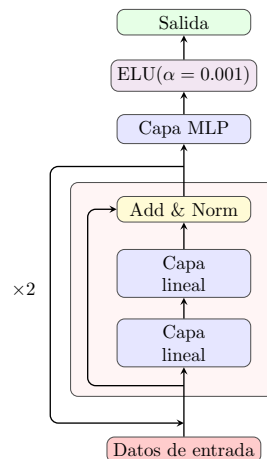 Salida
ELU(α = 0.001)
Capa MLP
Add & Norm
Capa
lineal
×2
Capa
lineal
Datos de entrada